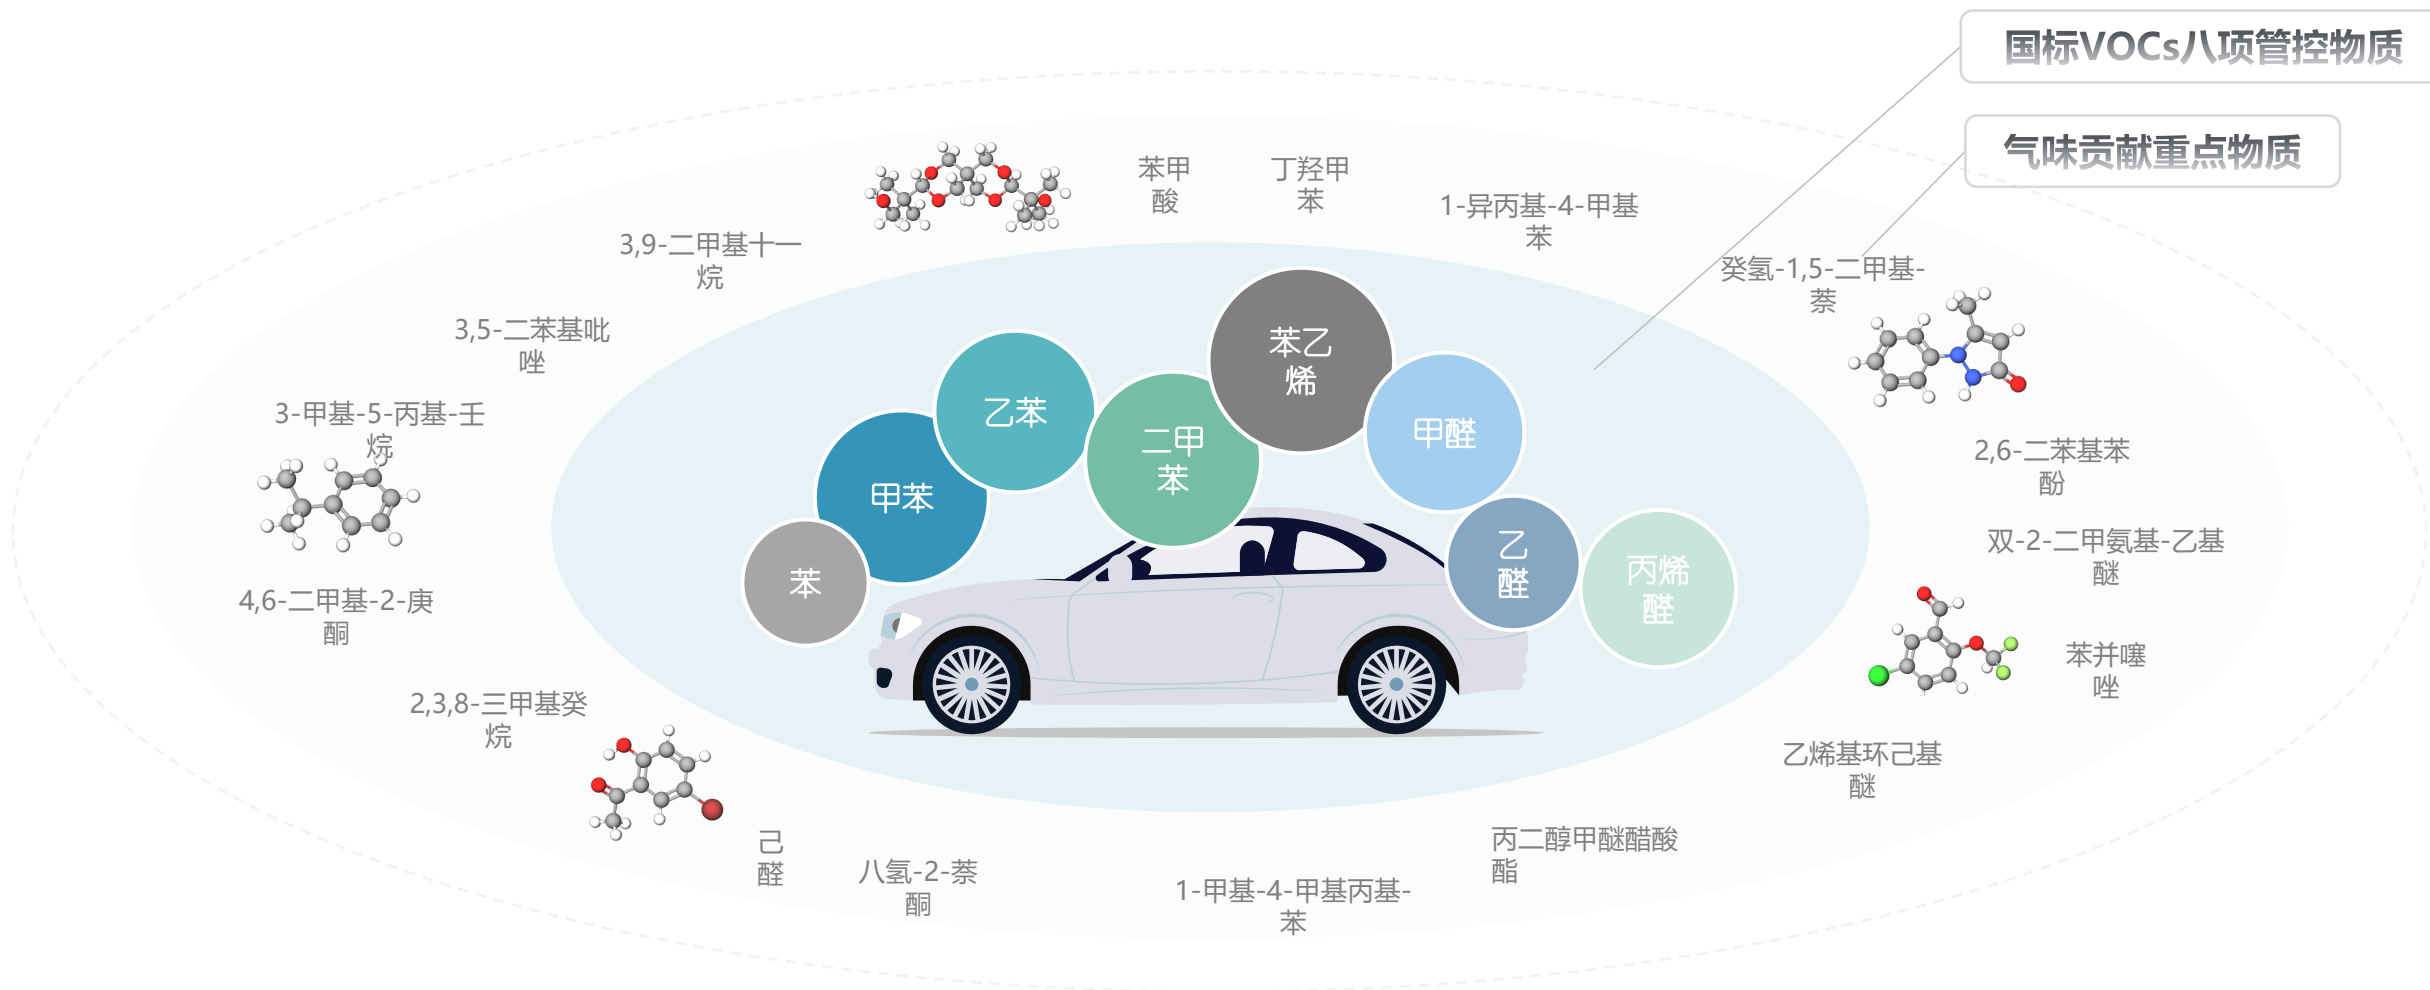 国标VOCs八项管控物质
气味贡献重点物质
苯甲
酸
丁羟甲
苯
1-异丙基-4-甲基
苯
3,9-二甲基十一
烷
癸氢-1,5-二甲基-
萘
3,5-二苯基吡
唑
3-甲基-5-丙基-壬
烷
2,6-二苯基苯
酚
双-2-二甲氨基-乙基
醚
4,6-二甲基-2-庚
酮
苯并噻
唑
2,3,8-三甲基癸
烷
乙烯基环己基
醚
己
醛
八氢-2-萘
酮
1-甲基-4-甲基丙基-
苯
丙二醇甲醚醋酸
酯
苯
甲苯
乙苯
二甲
苯
苯乙
烯
甲醛
乙
醛
丙烯
醛